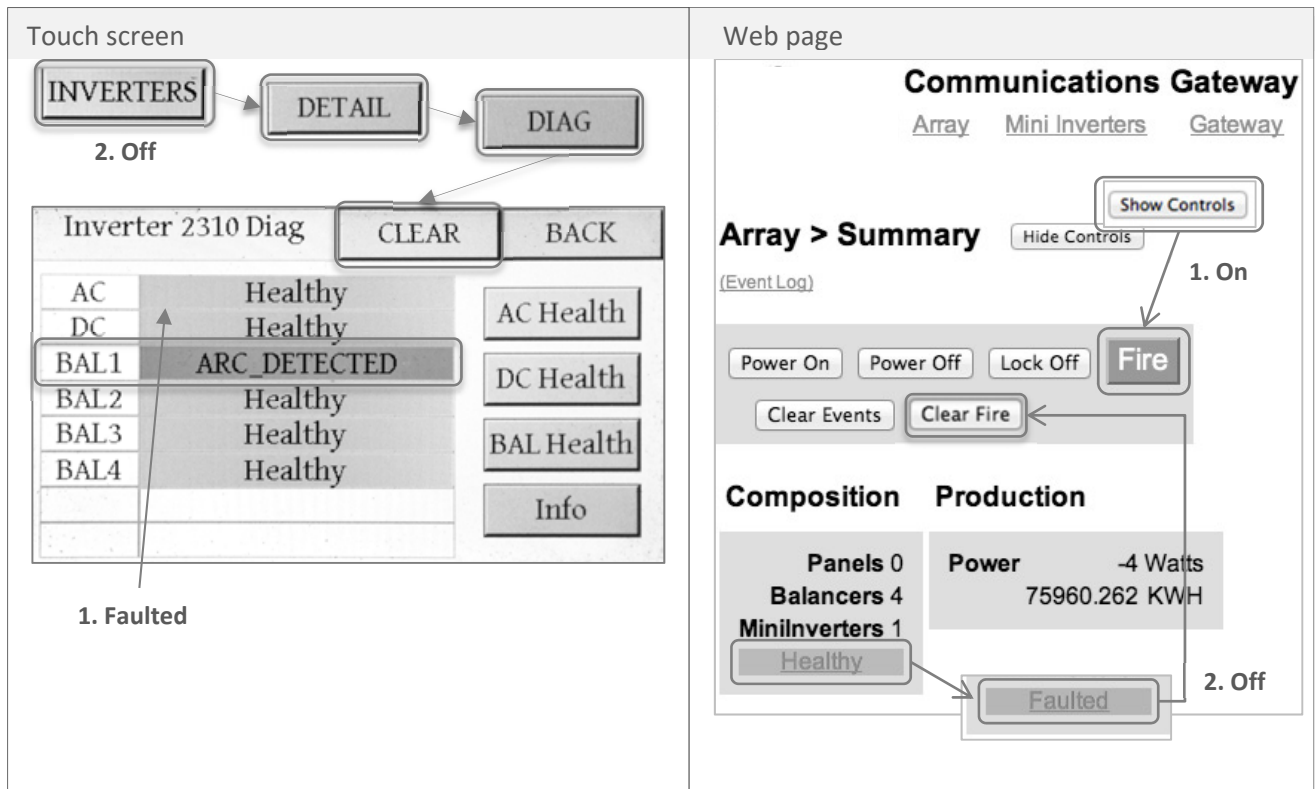 Touch screen
INVERTERS
DETAIL
DIAG
2. Off
Inverter 2310 Diag CLEAR BACK
AC Healthy
DC Healthy
BAL1 ARC_DETECTED
BAL2 Healthy
BAL3 Healthy
BAL4 Healthy
AC Health
DC Health
BAL Health
Info
1. Faulted
Web page
Communications Gateway
Array Mini Inverters Gateway
Show Controls
Array > Summary Hide Controls
1. On
(Event Log)
Power On Power Off Lock Off Fire
Clear Events Clear Fire
Composition Production
Panels 0 Power -4 Watts
Balancers 4 75960.262 KWH
MiniInverters 1
Healthy
2. Off
Faulted